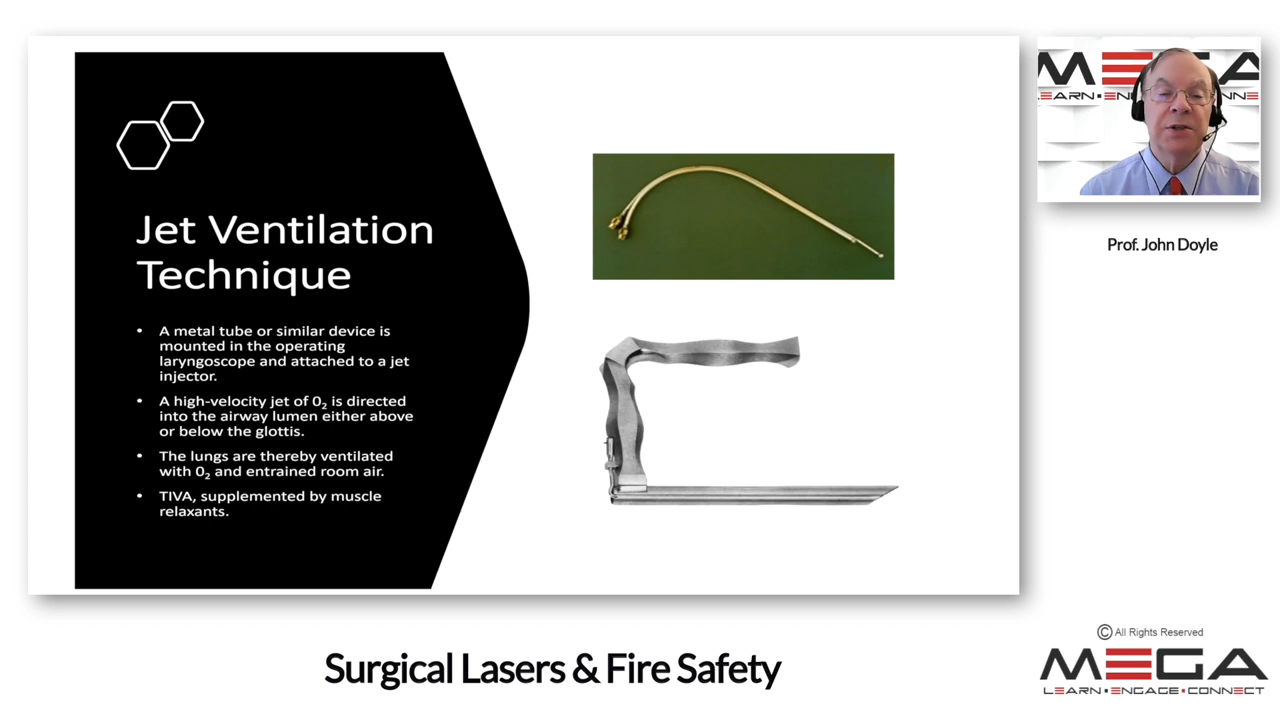 Jet Ventilation
Technique
• A metal tube or similar device is
mounted in the operating
laryngoscope and attached to a jet
injector.
• A high-velocity jet of 0₂ is directed
into the airway lumen either above
or below the glottis.
• The lungs are thereby ventilated
with 0₂ and entrained room air.
• TIVA, supplemented by muscle
relaxants.
MEGA
LEARN
Prof. John Doyle
Surgical Lasers & Fire Safety
© All Rights Reserved
MEGA
LEARN•ENGAGE•CONNECT